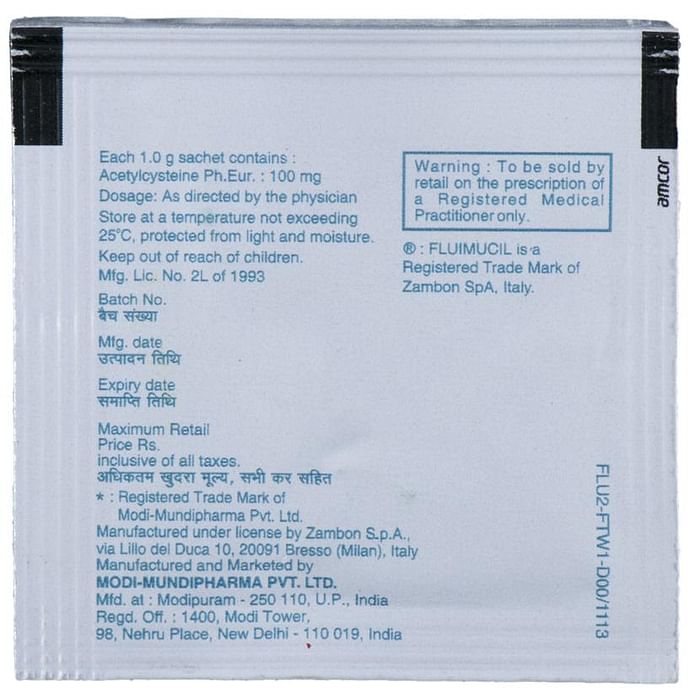 Each 1.0 g sachet contains :
Acetylcysteine Ph.Eur. : 100 mg
Dosage: As directed by the physician
Store at a temperature not exceeding
25°C, protected from light and moisture.
Keep out of reach of children.
Mfg. Lic. No. 2L of 1993
Batch No.
बैच संख्या
Mfg. date
उत्पादन तिथि
Expiry date
समाप्ति तिथि
Maximum Retail
Price Rs.
inclusive of all taxes.
अधिकतम खुदरा मूल्य, सभी कर सहित
* : Registered Trade Mark of
Modi-Mundipharma Pvt. Ltd.
Manufactured under license by Zambon S.p.A.,
via Lillo del Duca 10, 20091 Bresso (Milan), Italy
Manufactured and Marketed by
MODI-MUNDIPHARMA PVT. LTD.
Mfd. at : Modipuram - 250 110, U.P., India
Regd. Off. : 1400, Modi Tower,
98, Nehru Place, New Delhi - 110 019, India
Warning : To be sold by
retail on the prescription of
a Registered Medical
Practitioner only.
® : FLUIMUCIL is a
Registered Trade Mark of
Zambon SpA, Italy.
amcor
FLU2-FTW1-D00/1113